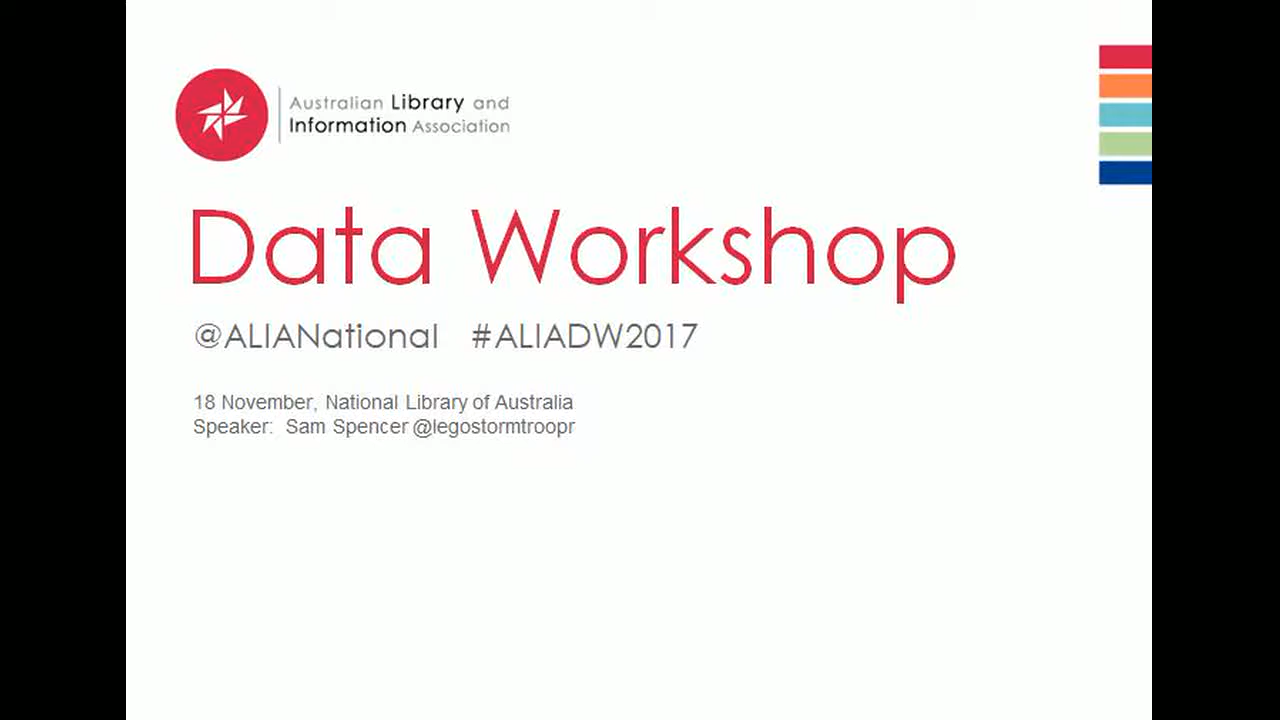 Australian Library and
Information Association
Data Workshop
@ALIANational #ALIADW2017
18 November, National Library of Australia
Speaker: Sam Spencer @legostormtroopr